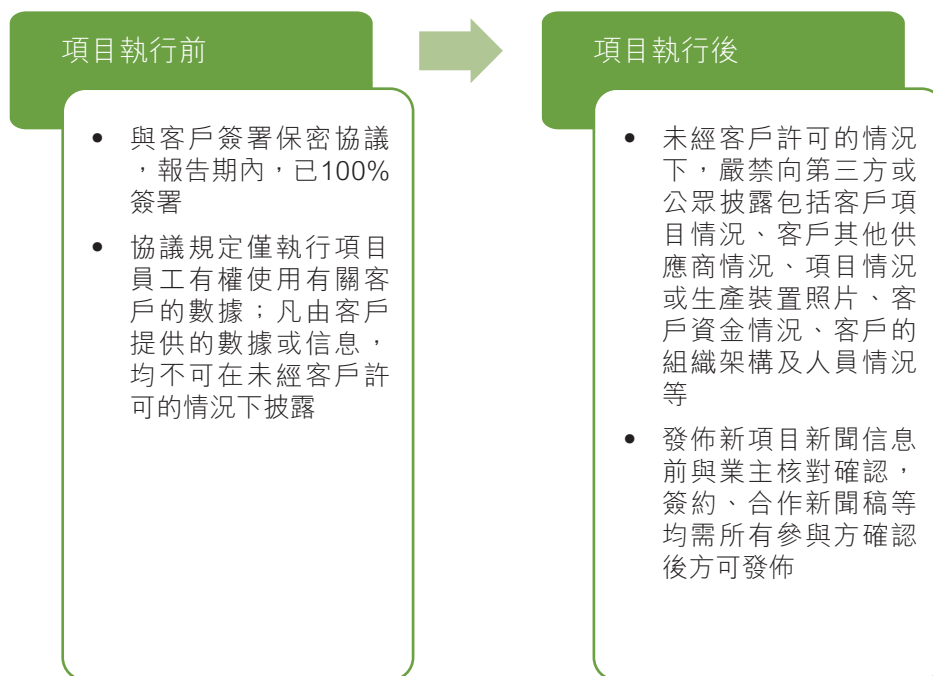 項目執行前
• 與客戶簽署保密協議
，報告期內，已100%
簽署
• 協議規定僅執行項目
員工有權使用有關客
戶的數據；凡由客戶
提供的數據或信息，
均不可在未經客戶許
可的情況下披露
項目執行後
• 未經客戶許可的情況
下，嚴禁向第三方或
公眾披露包括客戶項
目情況、客戶其他供
應商情況、項目情況
或生產裝置照片、客
戶資金情況、客戶的
組織架構及人員情況
等
• 發佈新項目新聞信息
前與業主核對確認，
簽約、合作新聞稿等
均需所有參與方確認
後方可發佈